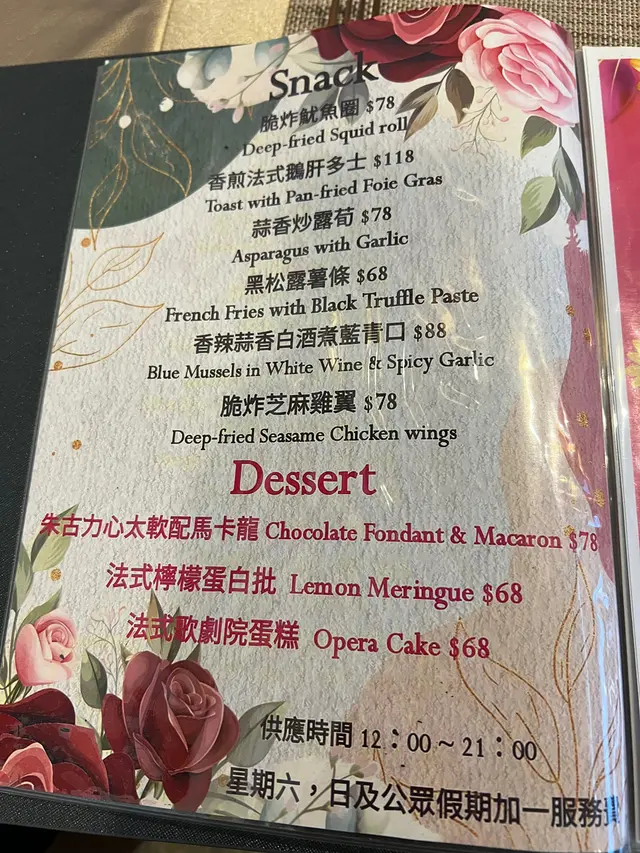 Snack
脆炸魷魚圈 $78
Deep-fried Squid roll
香煎法式鵝肝多士 $118
Toast with Pan-fried Foie Gras
蒜香炒露荀 $78
Asparagus with Garlic
黑松露薯條 $68
French Fries with Black Truffle Paste
香辣蒜香白酒煮藍青口 $88
Blue Mussels in White Wine & Spicy Garlic
脆炸芝麻雞翼 $78
Deep-fried Seasame Chicken wings
Dessert
朱古力心太軟配馬卡龍 Chocolate Fondant & Macaron $78
法式檸檬蛋白批 Lemon Meringue $68
法式歌劇院蛋糕 Opera Cake $68
供應時間 12：00～21：00
星期六，日及公眾假期加一服務費